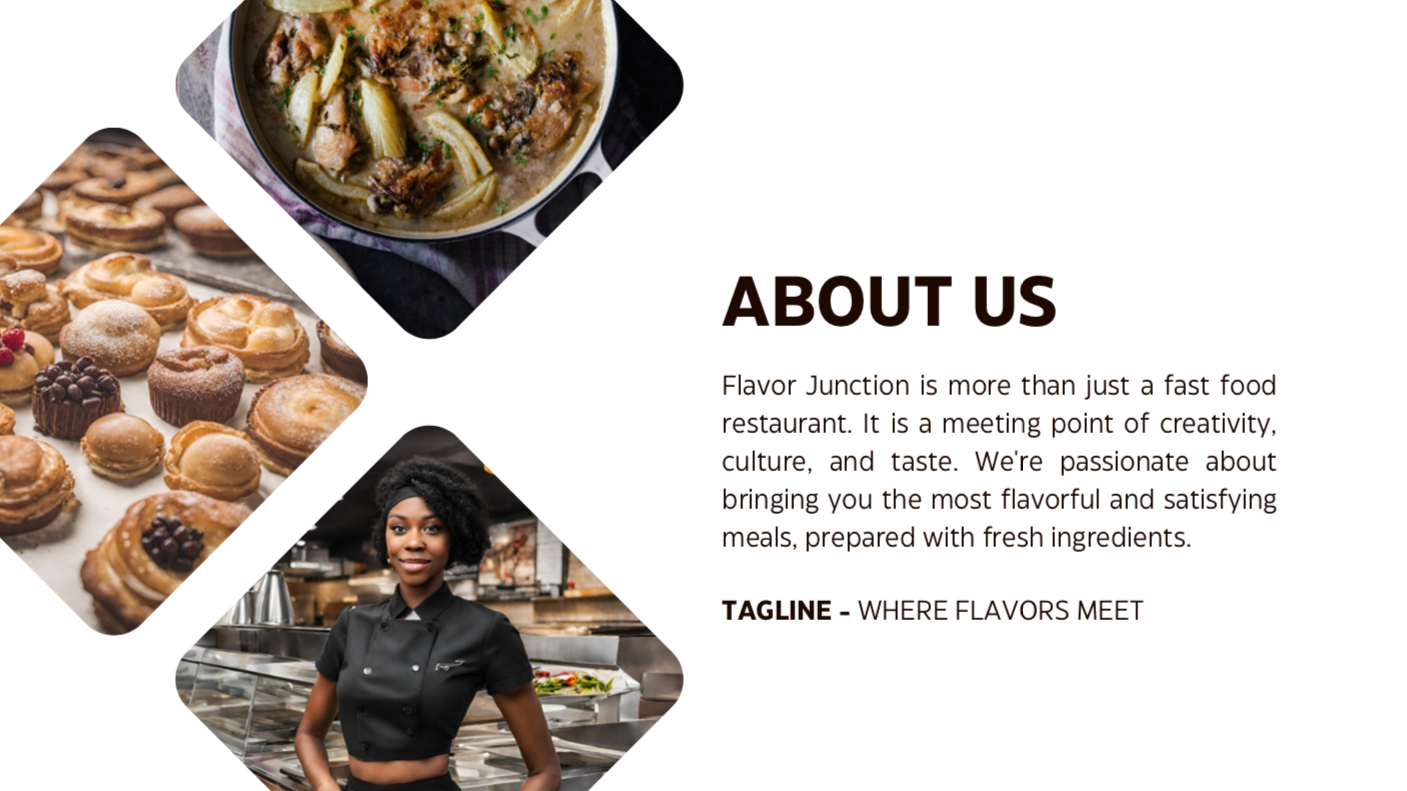 ABOUT US
Flavor Junction is more than just a fast food
restaurant. It is a meeting point of creativity,
culture, and taste. We're passionate about
bringing you the most flavorful and satisfying
meals, prepared with fresh ingredients.
TAGLINE - WHERE FLAVORS MEET